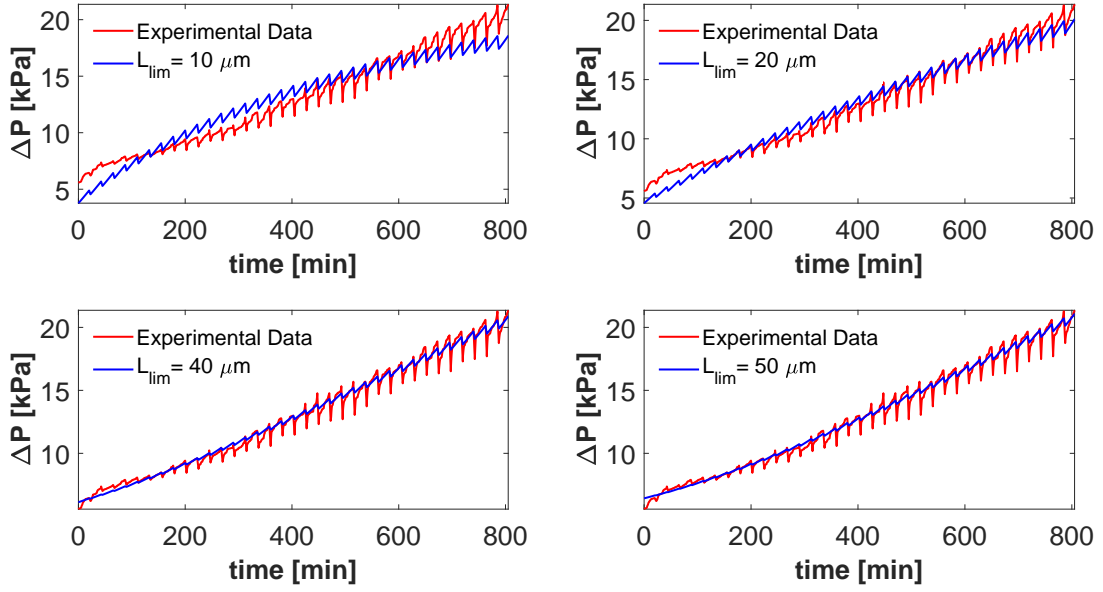 20
15
10
5
ΔP [kPa]
Experimental Data
L_lim= 10 μm
0 200 400 600 800
time [min]
20
15
10
5
ΔP [kPa]
Experimental Data
L_lim= 20 μm
0 200 400 600 800
time [min]
20
15
10
ΔP [kPa]
Experimental Data
L_lim= 40 μm
0 200 400 600 800
time [min]
20
15
10
ΔP [kPa]
Experimental Data
L_lim= 50 μm
0 200 400 600 800
time [min]